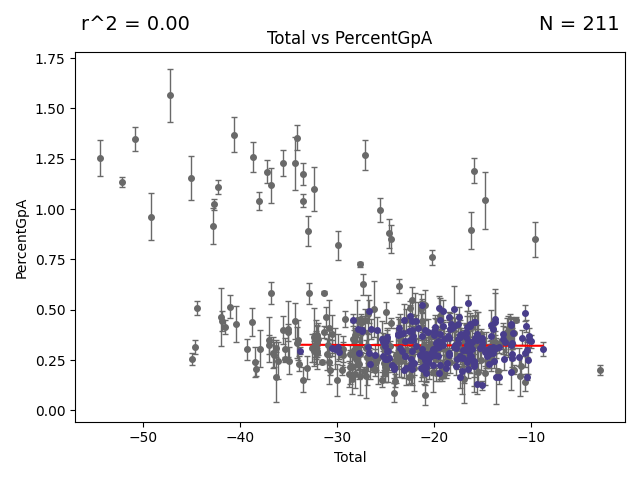 r^2 = 0.00
N = 211
Total vs PercentGpA
1.75
1.50
1.25
1.00
0.75
0.50
0.25
0.00
PercentGpA
−50
−40
−30
−20
−10
Total